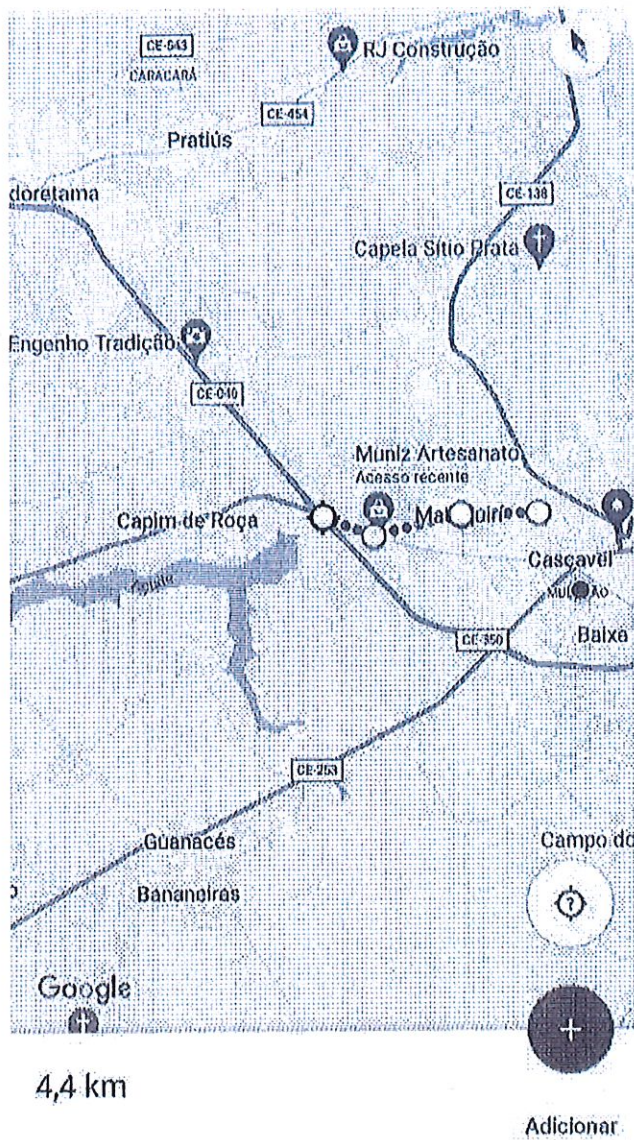 CE-043
RJ Construção
CARACARÁ
CE-454
Pratiús
doretama
CE-138
Capela Sítio Prata
Engenho Tradição
CE-040
Muniz Artesanato
Acesso recente
Capim de Roça
Cascavel
Baixa
CE-350
CE-253
Guanacés
Campo do
Bananeiras
Google
4,4 km
Adicionar